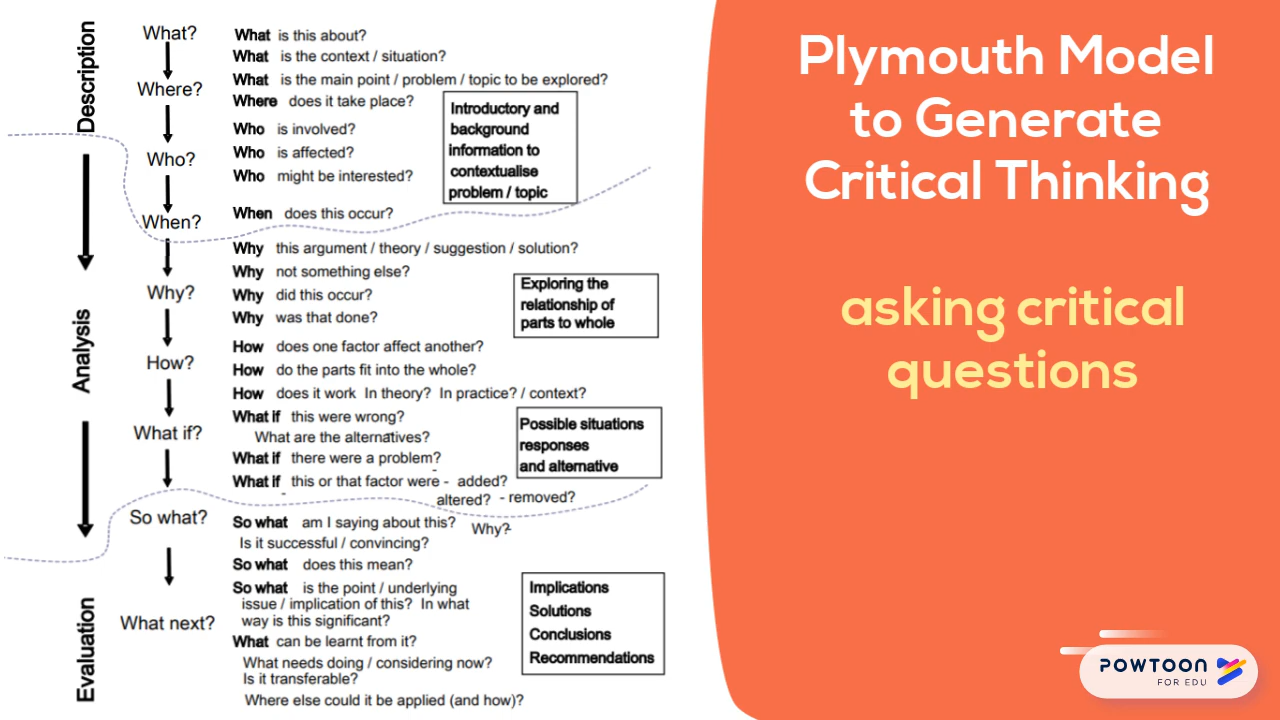 Description
Analysis
Evaluation
What?
Where?
Who?
When?
Why?
How?
What if?
So what?
What next?
What is this about?
What is the context / situation?
What is the main point / problem / topic to be explored?
Where does it take place?
Who is involved?
Who is affected?
Who might be interested?
When does this occur?
Introductory and
background
information to
contextualise
problem / topic
Why this argument / theory / suggestion / solution?
Why not something else?
Why did this occur?
Why was that done?
Exploring the
relationship of
parts to whole
How does one factor affect another?
How do the parts fit into the whole?
How does it work In theory? In practice? / context?
What if this were wrong?
What are the alternatives?
What if there were a problem?
What if this or that factor were - added?
altered? - removed?
Possible situations
responses
and alternative
So what am I saying about this? Why?
Is it successful / convincing?
So what does this mean?
So what is the point / underlying
issue / implication of this? In what
way is this significant?
What can be learnt from it?
What needs doing / considering now?
Is it transferable?
Where else could it be applied (and how)?
Implications
Solutions
Conclusions
Recommendations
Plymouth Model
to Generate
Critical Thinking
asking critical
questions
POWTOON
FOR EDU